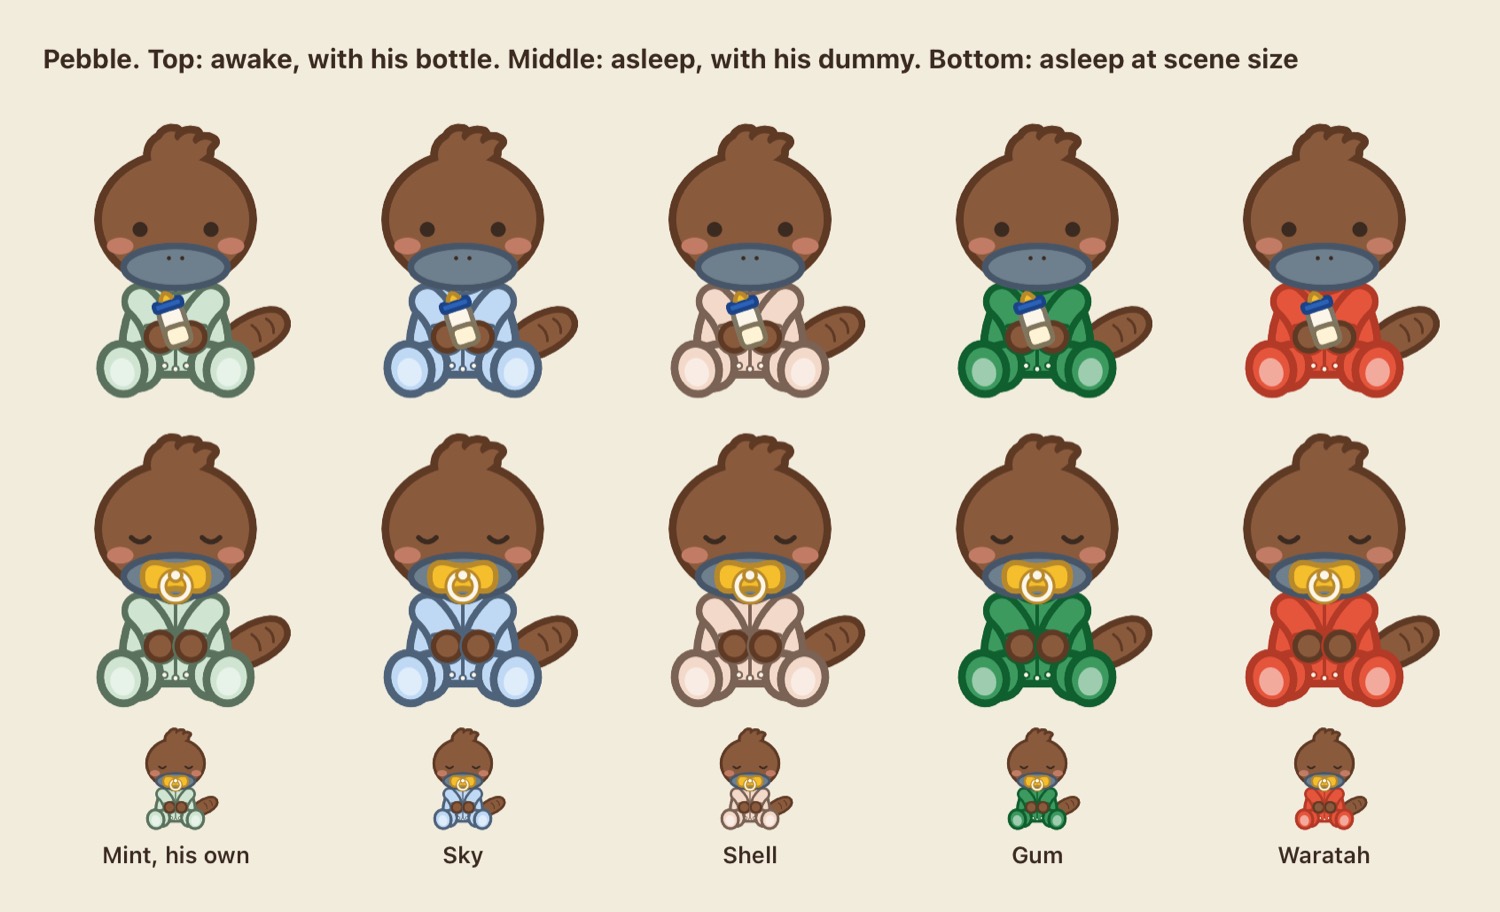 Pebble. Top: awake, with his bottle. Middle: asleep, with his dummy. Bottom: asleep at scene size
Mint, his own
Sky
Shell
Gum
Waratah